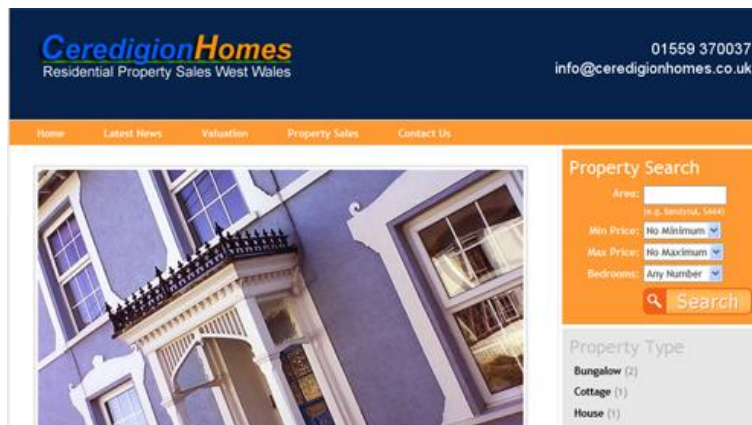 CeredigionHomes
Residential Property Sales West Wales
01559 370037
info@ceredigionhomes.co.uk
Home Latest News Valuation Property Sales Contact Us
Property Search
Area:
(e.g. llandysul, SA44)
Min Price: No Minimum
Max Price: No Maximum
Bedrooms: Any Number
Search
Property Type
Bungalow (2)
Cottage (1)
House (1)